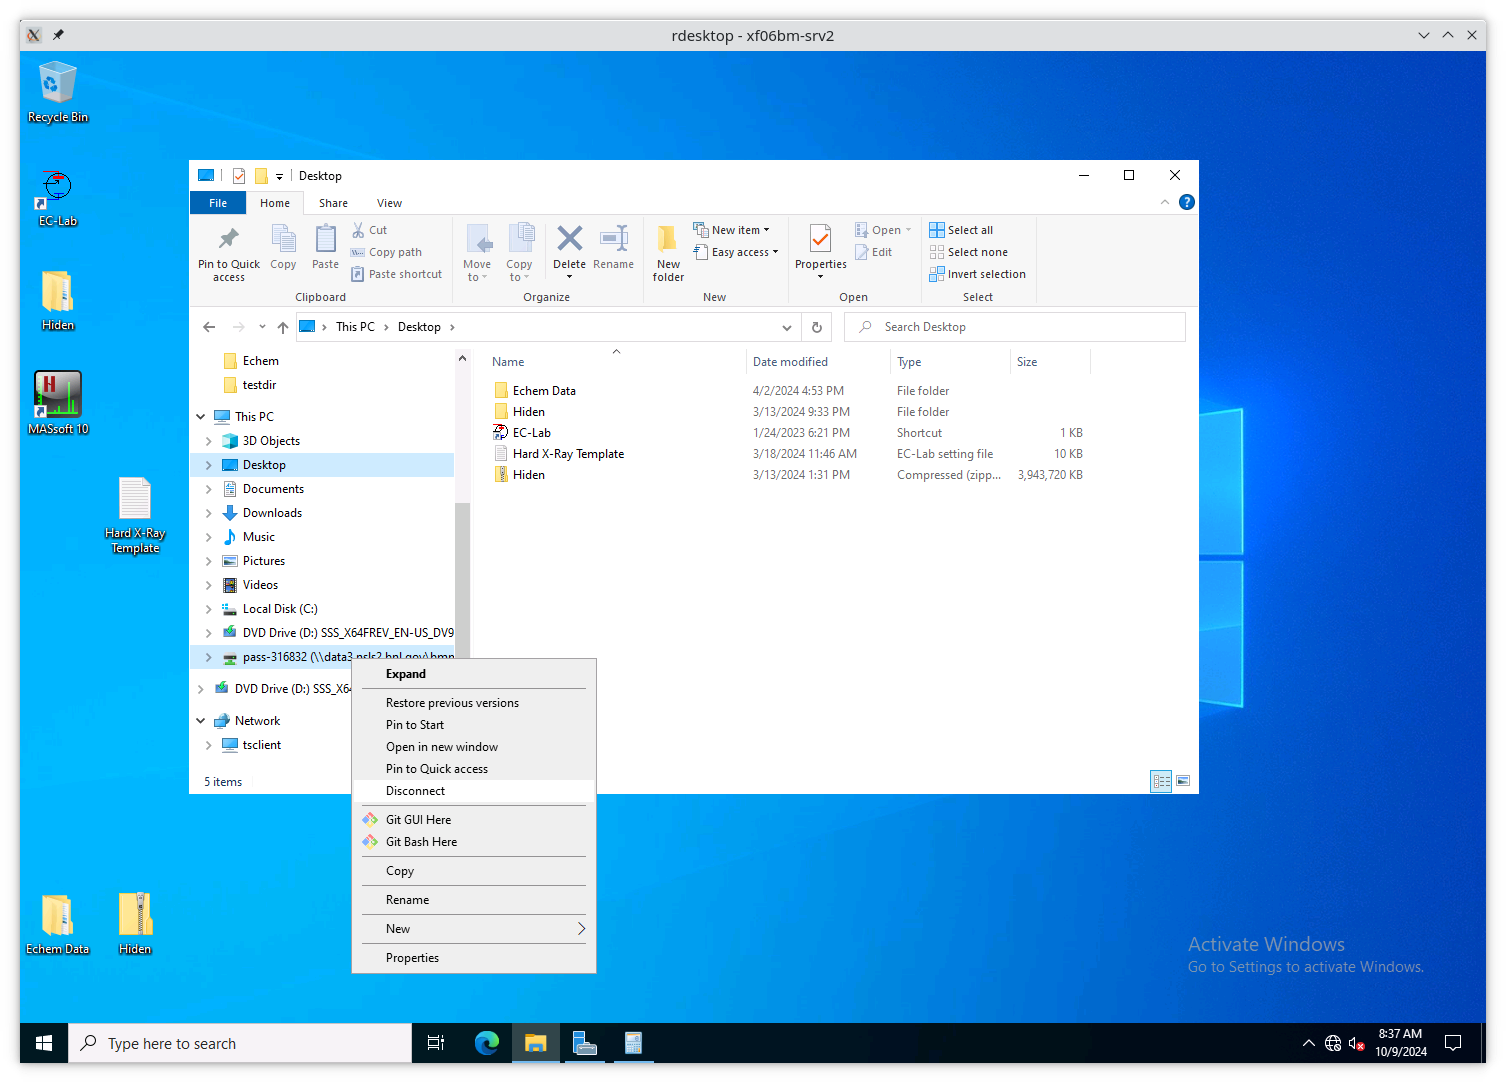 rdesktop - xf06bm-srv2
Recycle Bin
EC-Lab
Hiden
MASsoft 10
Hard X-Ray
Template
Echem Data
Hiden
Desktop
File
Home
Share
View
Pin to Quick
access
Copy
Paste
Cut
Copy path
Paste shortcut
Clipboard
Move
to
Copy
to
Delete
Rename
Organize
New
folder
New item
Easy access
New
Properties
Open
Edit
Open
Select all
Select none
Invert selection
Select
This PC > Desktop >
Search Desktop
Echem
testdir
This PC
3D Objects
Desktop
Documents
Downloads
Music
Pictures
Videos
Local Disk (C:)
DVD Drive (D:) SSS_X64FREV_EN-US_DV9
pass-316832 (\\data3.nsls2.bnl.gov\
DVD Drive (D:) SSS_X64
Network
tsclient
5 items
Name Date modified Type Size
Echem Data 4/2/2024 4:53 PM File folder
Hiden 3/13/2024 9:33 PM File folder
EC-Lab 1/24/2023 6:21 PM Shortcut 1 KB
Hard X-Ray Template 3/18/2024 11:46 AM EC-Lab setting file 10 KB
Hiden 3/13/2024 1:31 PM Compressed (zipp... 3,943,720 KB
Expand
Restore previous versions
Pin to Start
Open in new window
Pin to Quick access
Disconnect
Git GUI Here
Git Bash Here
Copy
Rename
New
Properties
Activate Windows
Go to Settings to activate Windows.
Type here to search
8:37 AM
10/9/2024